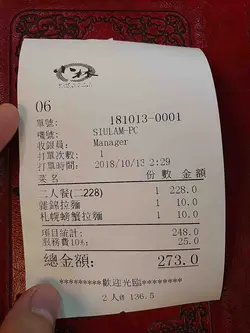 06
單號: 181013-0001
機號: SIULAM-PC
收銀員: Manager
打單次數: 1
打單時間: 2018/10/13 2:29
菜名 份數 金額
二人餐(二228) 1 228.0
雜錦拉麵 1 10.0
札幌螃蟹拉麵 1 10.0
項目統計: 248.0
服務費10%: 25.0
總金額: 273.0
*********歡迎光臨*********
2 人@ 136.5